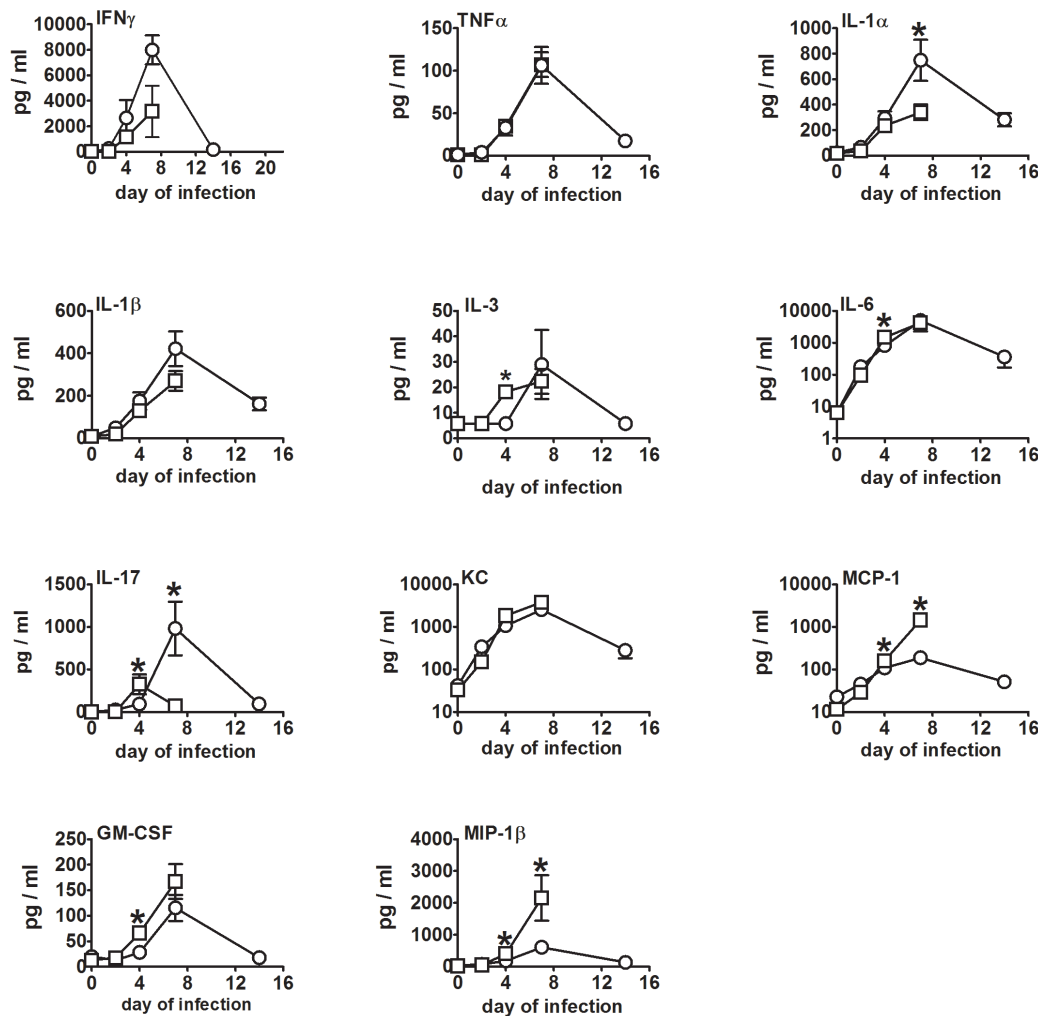 IFNγ
10000
8000
6000
4000
2000
0
pg / ml
0 4 8 12 16 20
day of infection
TNFα
150
100
50
0
pg / ml
0 4 8 12 16
day of infection
IL-1α
1000
800
600
400
200
0
pg / ml
*
0 4 8 12 16
day of infection
IL-1β
600
400
200
0
pg / ml
0 4 8 12 16
day of infection
IL-3
50
40
30
20
10
0
pg / ml
*
0 4 8 12 16
day of infection
IL-6
10000
1000
100
10
1
pg / ml
*
0 4 8 12 16
day of infection
IL-17
1500
1000
500
0
pg / ml
* *
0 4 8 12 16
day of infection
KC
10000
1000
100
10
pg / ml
0 4 8 12 16
day of infection
MCP-1
10000
1000
100
10
pg / ml
* *
0 4 8 12 16
day of infection
GM-CSF
250
200
150
100
50
0
pg / ml
*
0 4 8 12 16
day of infection
MIP-1β
4000
3000
2000
1000
0
pg / ml
* *
0 4 8 12 16
day of infection